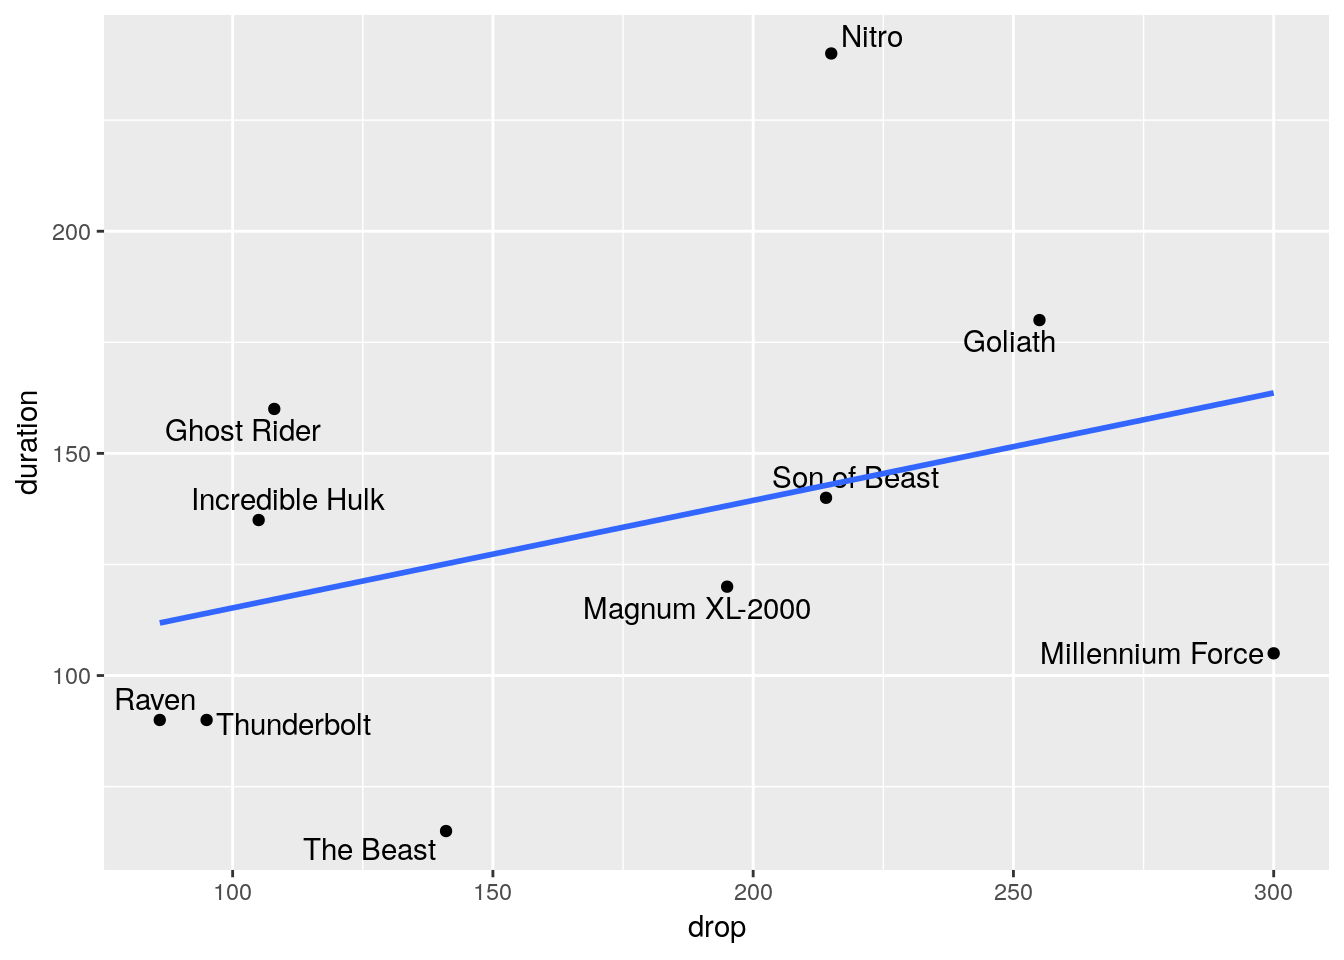 Nitro
200
Goliath
Ghost Rider
150
Son of Beast
Incredible Hulk
Magnum XL-2000
Millennium Force
100
Raven
Thunderbolt
The Beast
100 150 200 250 300
drop
duration